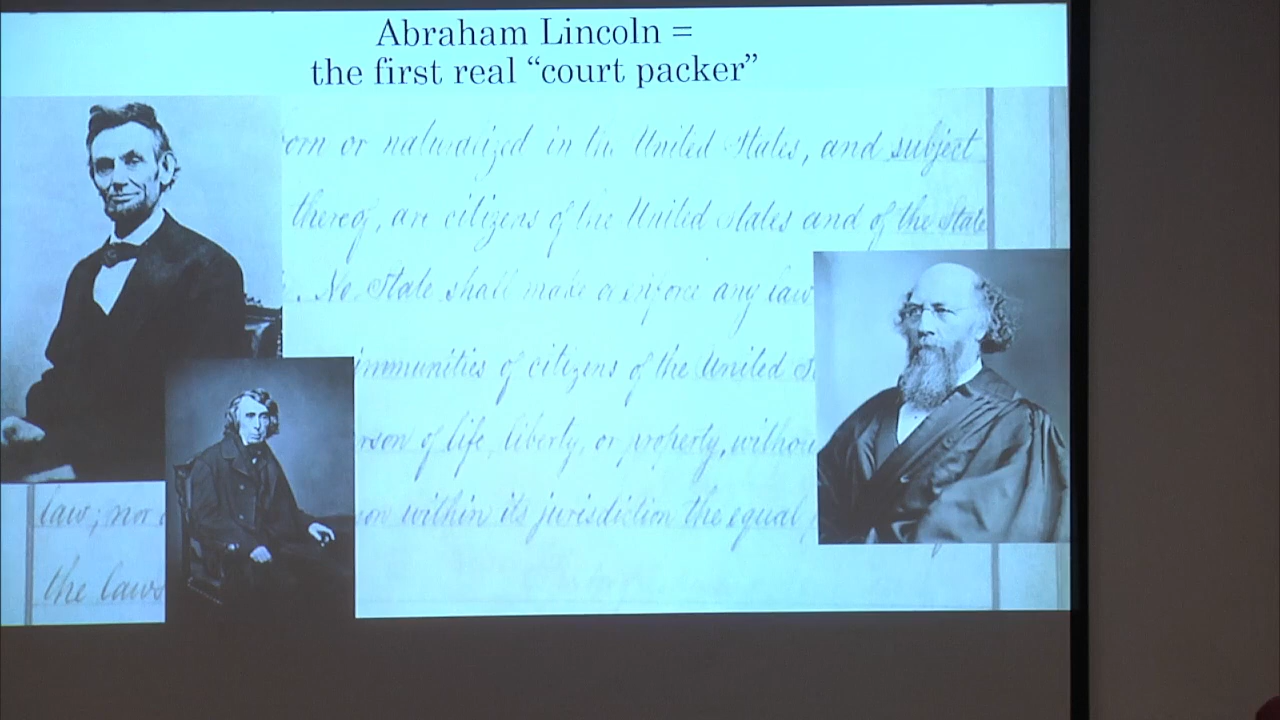 Abraham Lincoln =
the first real “court packer”
orn or naturalized in the United States, and subject
thereof, are citizens of the United States and of the State
No State shall make or enforce any law
immunities of citizens of the United S
rson of life, liberty, or property, withou
law; nor
son within its jurisdiction the equal
the laws